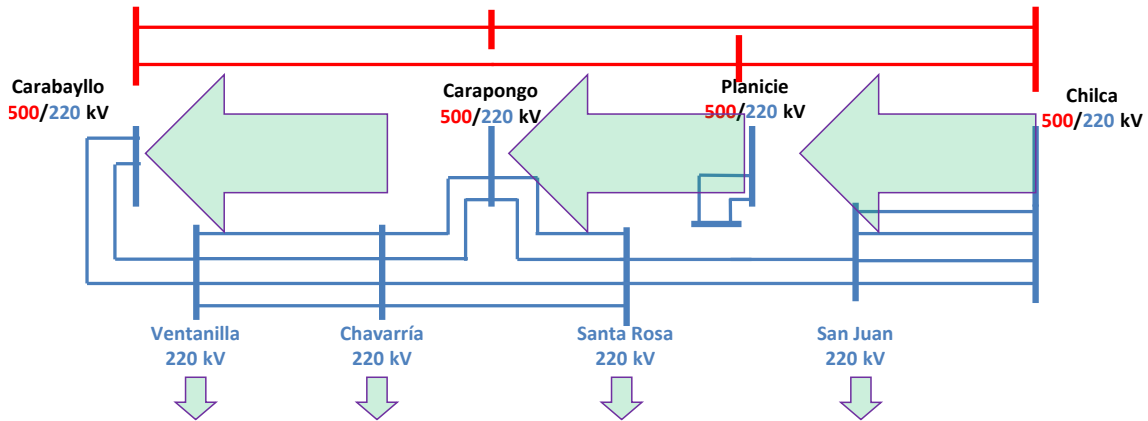 Carabayllo
500/220 kV
Carapongo
500/220 kV
Planicie
500/220 kV
Chilca
500/220 kV
Ventanilla
220 kV
Chavarría
220 kV
Santa Rosa
220 kV
San Juan
220 kV